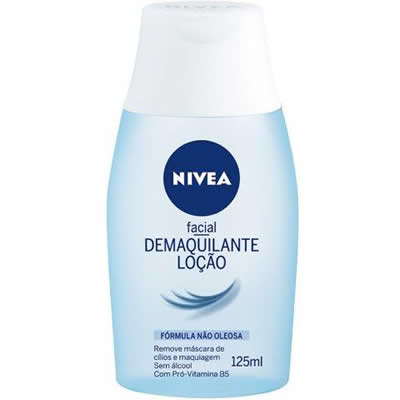 NIVEA
facial
DEMAQUILANTE
LOÇÃO
FÓRMULA NÃO OLEOSA
Remove máscara de
cílios e maquiagem
Sem álcool
Com Pró-Vitamina B5
125ml